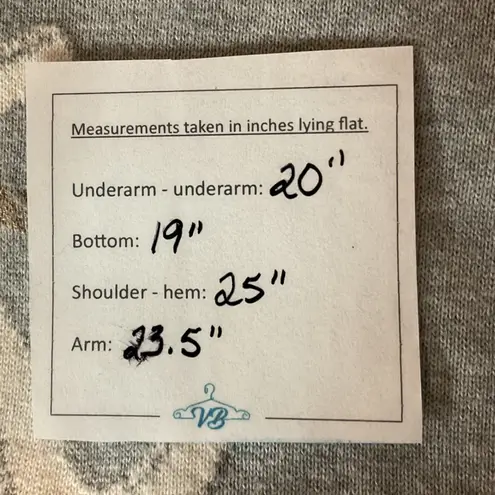 Measurements taken in inches lying flat.
Underarm - underarm: 20"
Bottom: 19"
Shoulder - hem: 25"
Arm: 23.5"
VB